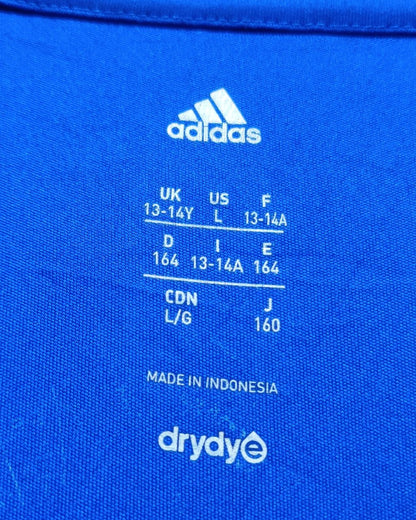 adidas
UK US F
13-14Y L 13-14A
D I E
164 13-14A 164
CDN J
L/G 160
MADE IN INDONESIA
drydye